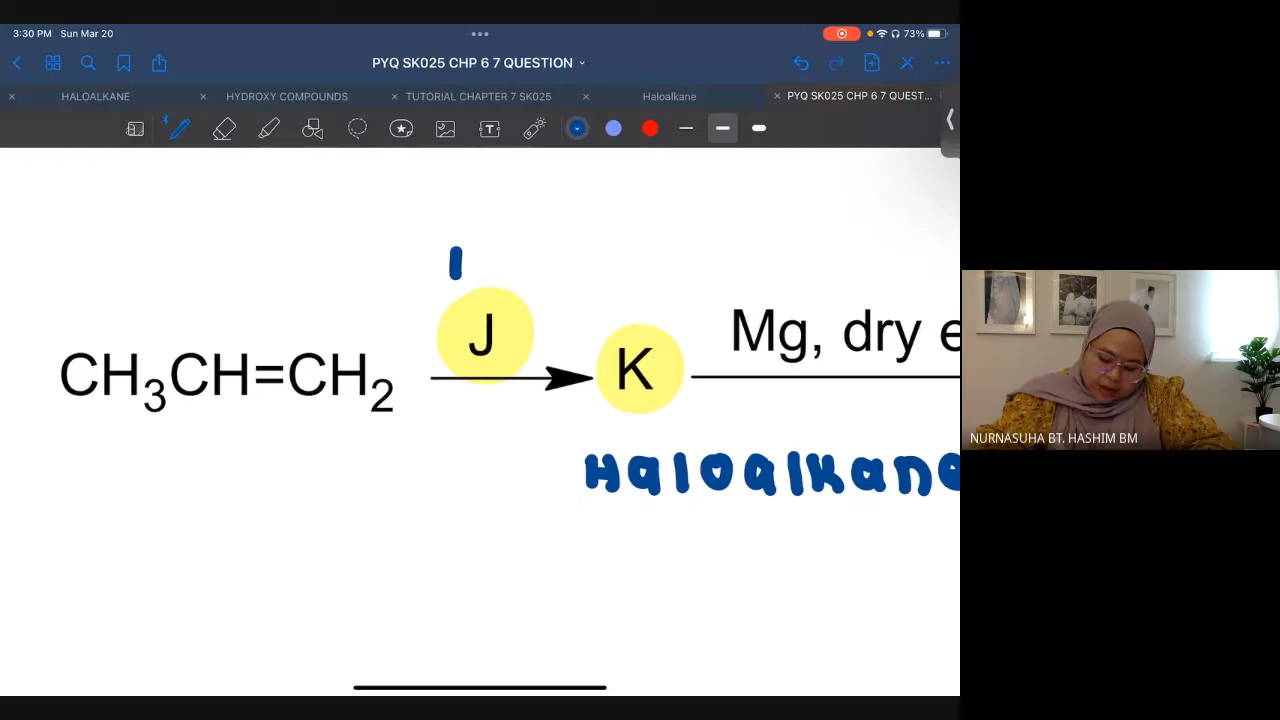 3:30 PM Sun Mar 20
73%
PYQ SK025 CHP 6 7 QUESTION
HALOALKANE
HYDROXY COMPOUNDS
TUTORIAL CHAPTER 7 SK025
Haloalkane
PYQ SK025 CHP 6 7 QUEST...
I
J
CH3CH=CH2
K
Mg, dry e
Haloalkane
NURNASUHA BT. HASHIM BM